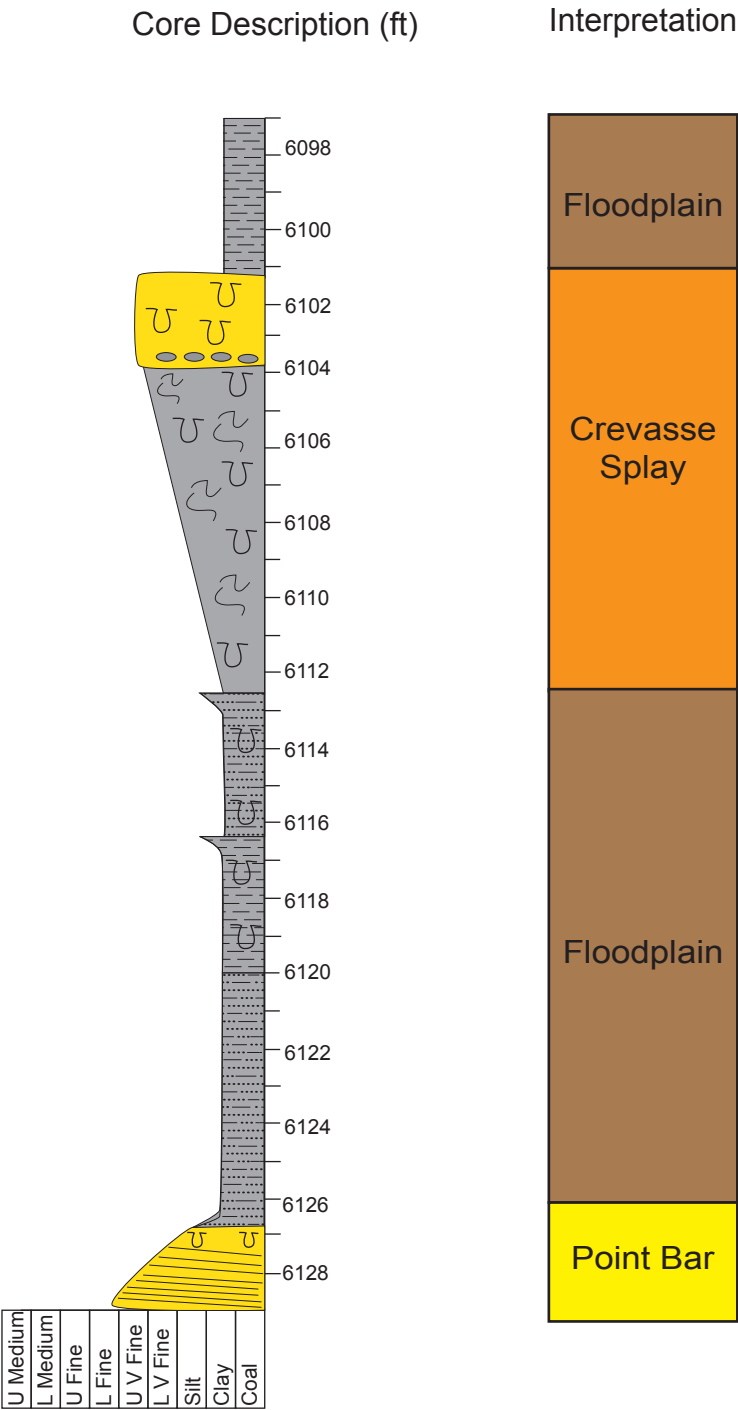 Core Description (ft)
Interpretation
6098
6100
6102
6104
6106
6108
6110
6112
6114
6116
6118
6120
6122
6124
6126
6128
Floodplain
Crevasse
Splay
Floodplain
Point Bar
U Medium
L Medium
U Fine
L Fine
U V Fine
L V Fine
Silt
Clay
Coal